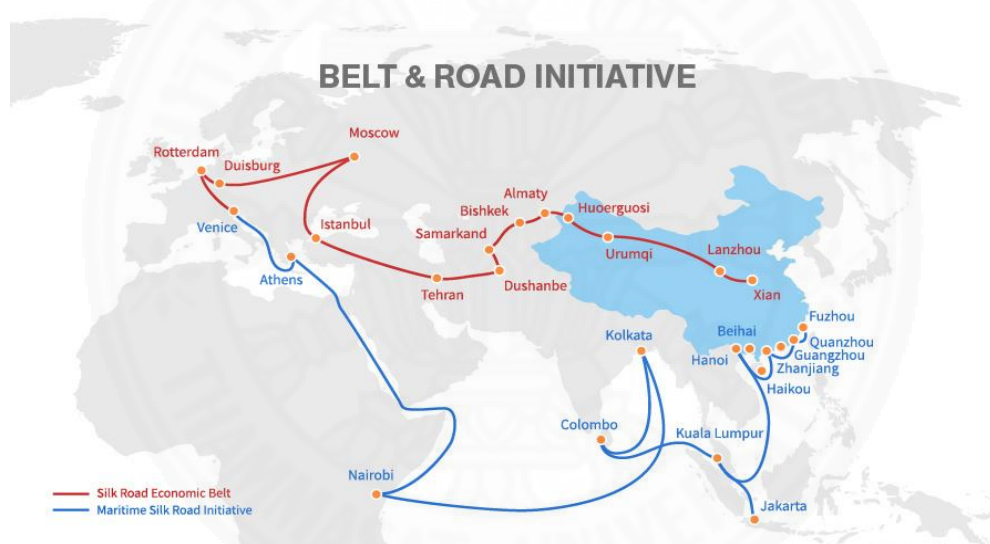 BELT & ROAD INITIATIVE
Moscow
Rotterdam
Duisburg
Almaty
Bishkek
Huoerguosi
Venice
Istanbul
Samarkand
Urumqi
Lanzhou
Athens
Tehran
Dushanbe
Xian
Fuzhou
Kolkata
Beihai
Quanzhou
Hanoi
Guangzhou
Zhanjiang
Haikou
Colombo
Kuala Lumpur
Nairobi
Jakarta
Silk Road Economic Belt
Maritime Silk Road Initiative